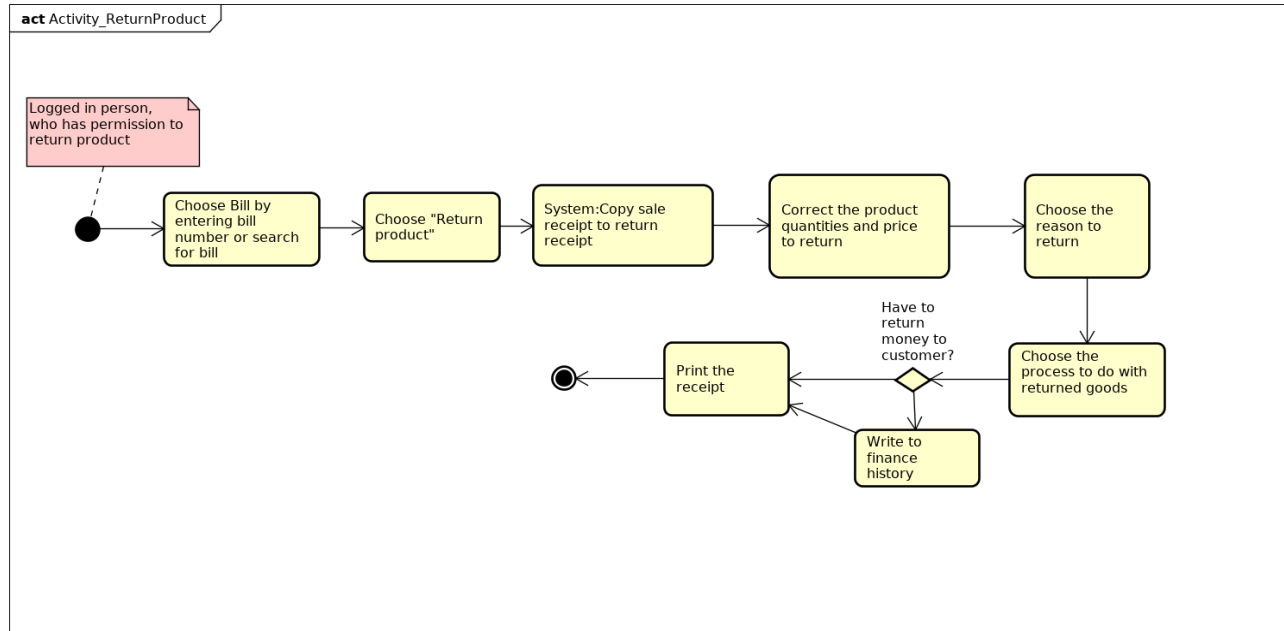 act Activity_ReturnProduct
Logged in person,
who has permission to
return product
Choose Bill by
entering bill
number or search
for bill
Choose "Return
product"
System:Copy sale
receipt to return
receipt
Correct the product
quantities and price
to return
Choose the
reason to
return
Have to
return
money to
customer?
Choose the
process to do with
returned goods
Print the
receipt
Write to
finance
history